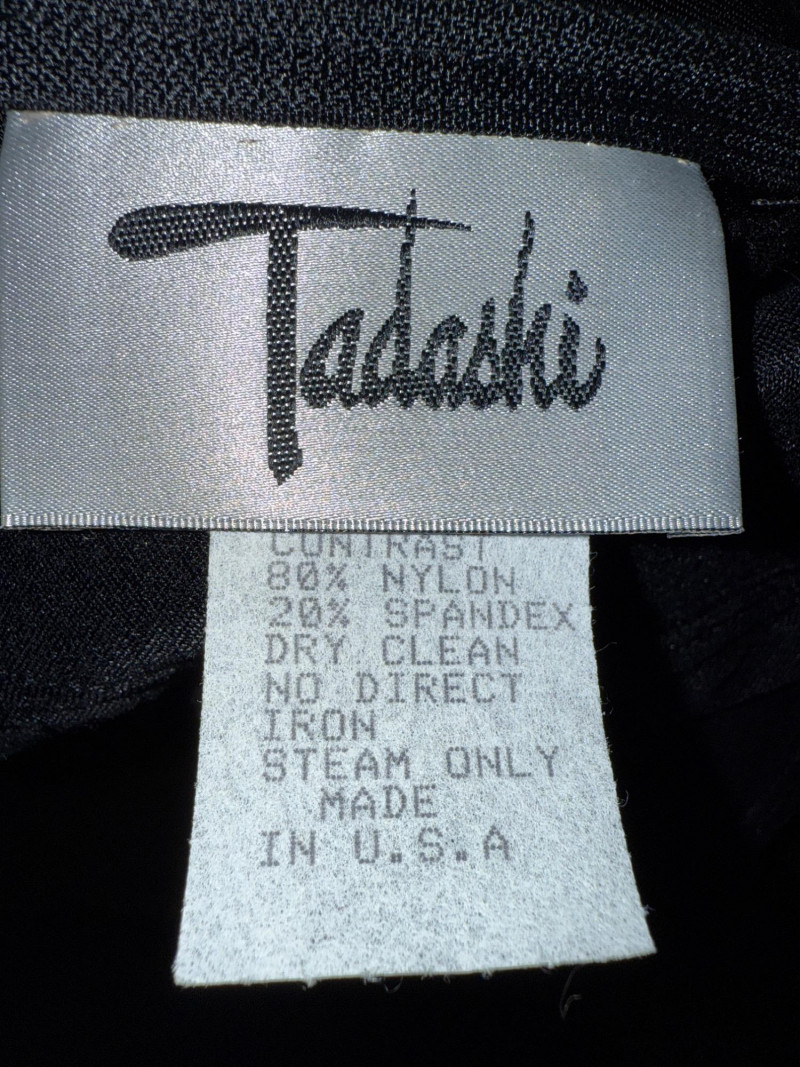 Tadashi
CONTRAST
80% NYLON
20% SPANDEX
DRY CLEAN
NO DIRECT
IRON
STEAM ONLY
MADE
IN U.S.A